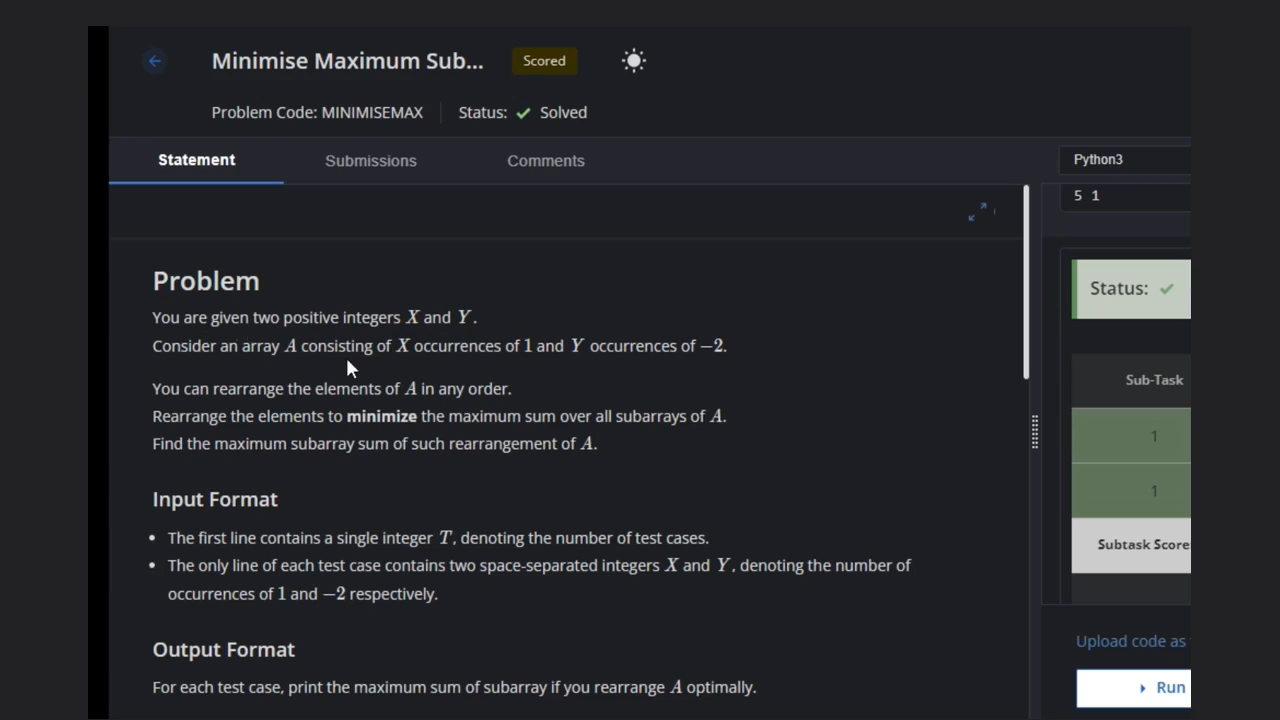 Minimise Maximum Sub... Scored
Problem Code: MINIMISEMAX Status: Solved
Statement Submissions Comments
Python3
5 1
Problem
You are given two positive integers X and Y.
Consider an array A consisting of X occurrences of 1 and Y occurrences of −2.
You can rearrange the elements of A in any order.
Rearrange the elements to minimize the maximum sum over all subarrays of A.
Find the maximum subarray sum of such rearrangement of A.
Input Format
• The first line contains a single integer T, denoting the number of test cases.
• The only line of each test case contains two space-separated integers X and Y, denoting the number of
occurrences of 1 and −2 respectively.
Output Format
For each test case, print the maximum sum of subarray if you rearrange A optimally.
Status:
Sub-Task
1
1
Subtask Score
Upload code as
Run